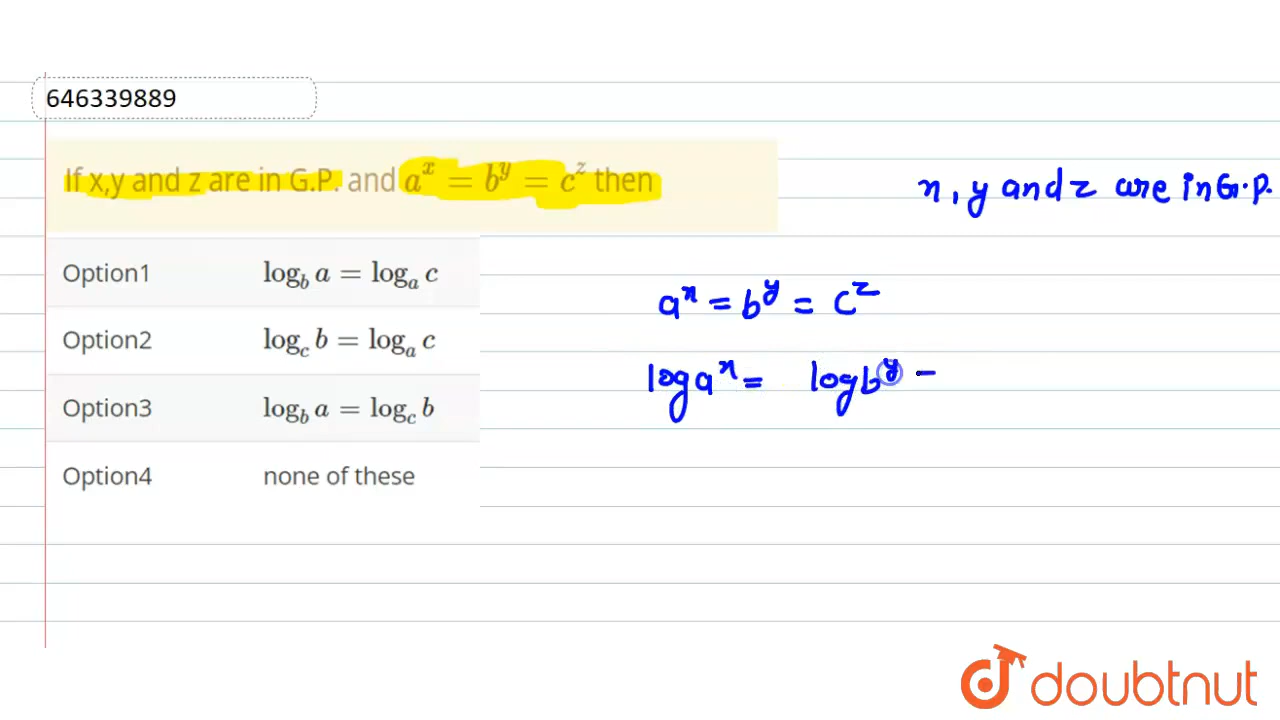 646339889
If x,y and z are in G.P. and a^x = b^y = c^z then
x, y and z are in G.P.
Option1 log_b a = log_a c
a^x = b^y = c^z
Option2 log_c b = log_a c
log a^x = log b^y =
Option3 log_b a = log_c b
Option4 none of these
doubtnut